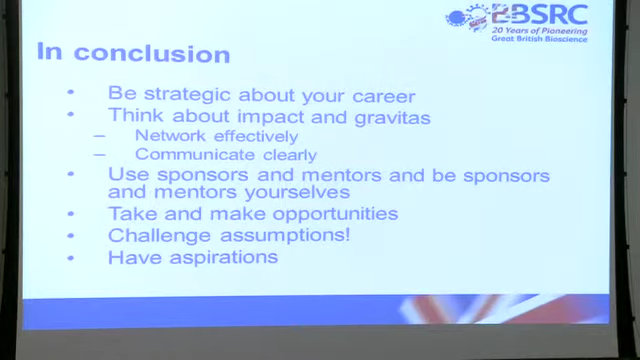 BBSRC
20 Years of Pioneering
Great British Bioscience
In conclusion
• Be strategic about your career
• Think about impact and gravitas
– Network effectively
– Communicate clearly
• Use sponsors and mentors and be sponsors
and mentors yourselves
• Take and make opportunities
• Challenge assumptions!
• Have aspirations